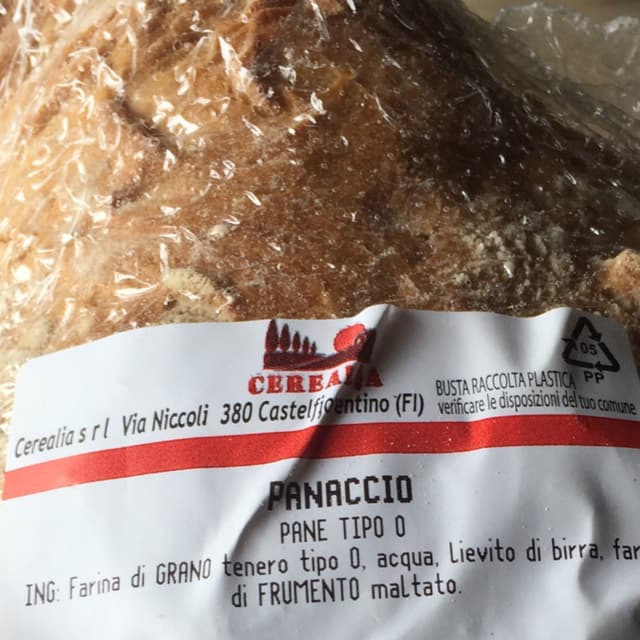 CEREALIA
Cerealia s r l Via Niccoli 380 Castelfiorentino (FI)
BUSTA RACCOLTA PLASTICA
verificare le disposizioni del tuo comune
05
PP
PANACCIO
PANE TIPO 0
ING: Farina di GRANO tenero tipo 0, acqua, Lievito di birra, far
di FRUMENTO maltato.